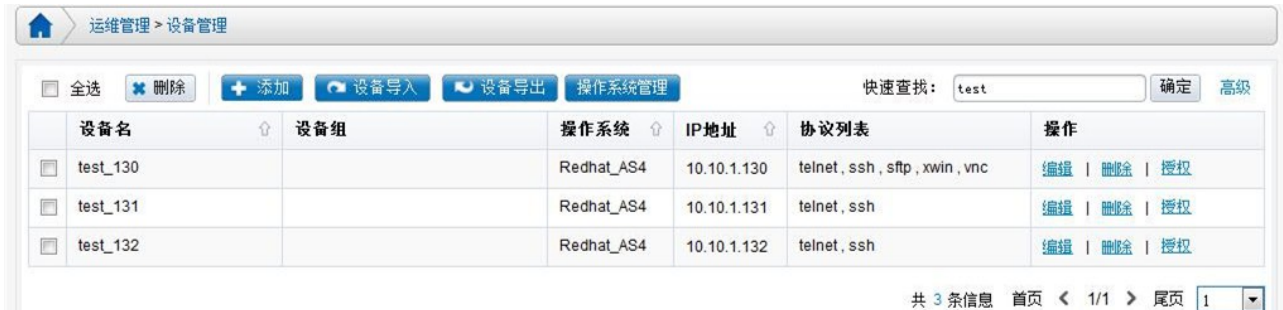 运维管理 > 设备管理
全选 删除 添加 设备导入 设备导出 操作系统管理 快速查找： test 确定 高级
设备名 设备组 操作系统 IP地址 协议列表 操作
test_130 Redhat_AS4 10.10.1.130 telnet , ssh , sftp , xwin , vnc 编辑 | 删除 | 授权
test_131 Redhat_AS4 10.10.1.131 telnet , ssh 编辑 | 删除 | 授权
test_132 Redhat_AS4 10.10.1.132 telnet , ssh 编辑 | 删除 | 授权
共 3 条信息 首页 1/1 尾页 1